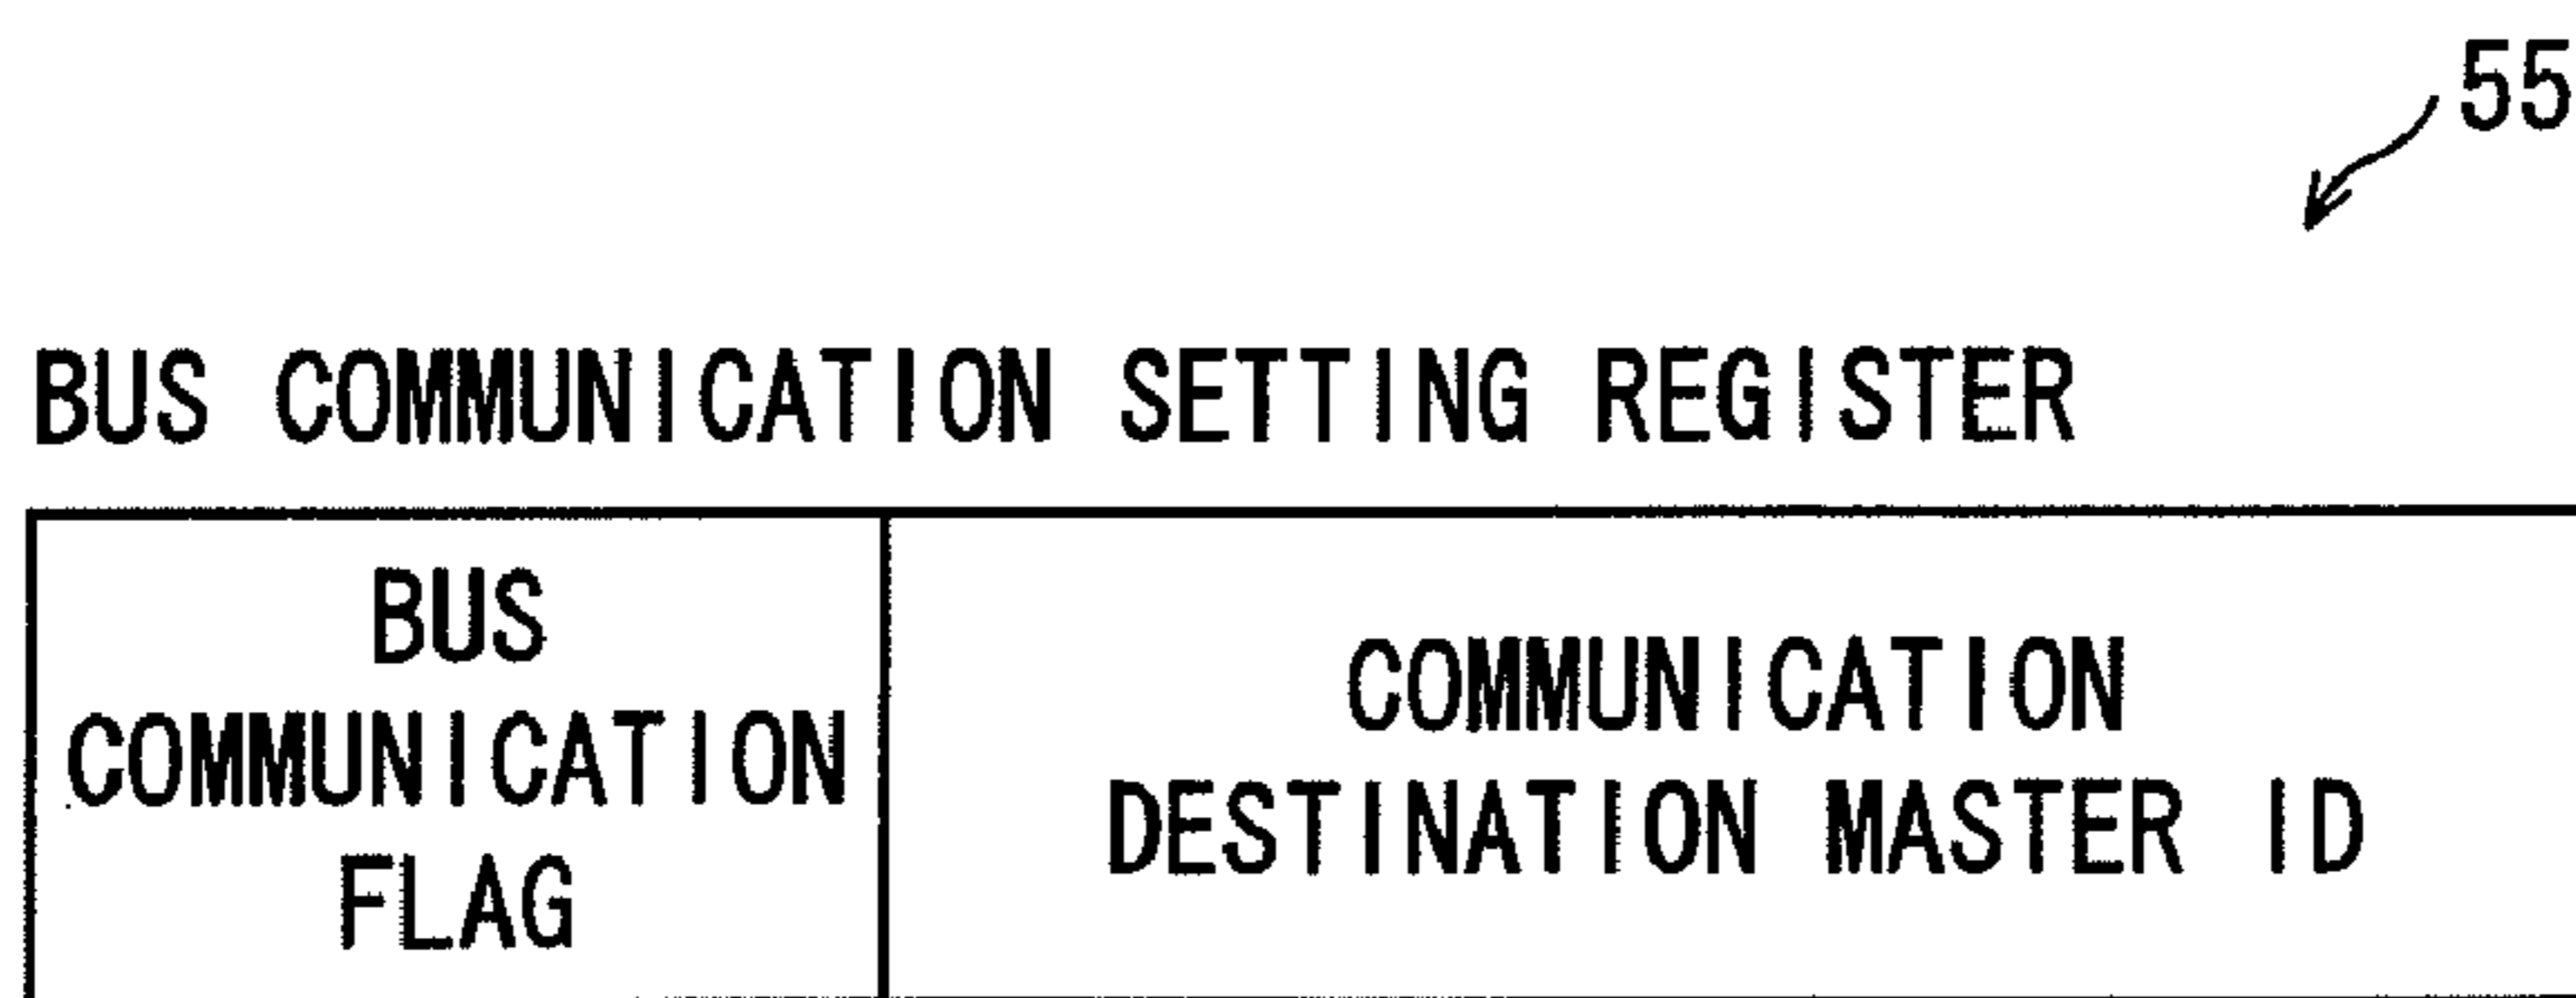 55
BUS COMMUNICATION SETTING REGISTER
BUS
COMMUNICATION
FLAG
COMMUNICATION
DESTINATION MASTER ID